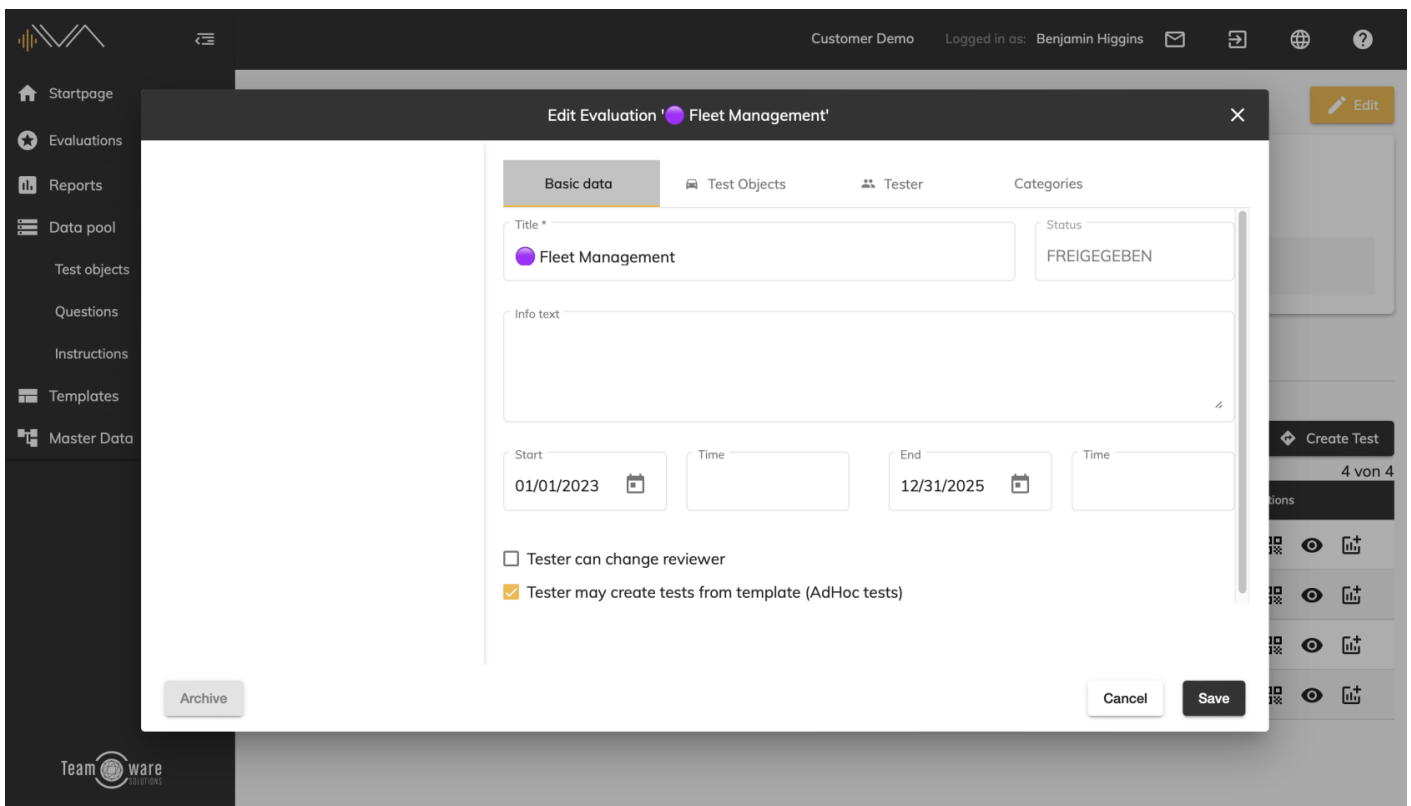 Customer Demo Logged in as: Benjamin Higgins
Startpage
Evaluations
Reports
Data pool
Test objects
Questions
Instructions
Templates
Master Data
Team ware
SOLUTIONS
Edit
Edit Evaluation '🟣 Fleet Management'
Basic data Test Objects Tester Categories
Title *
🟣 Fleet Management
Status
FREIGEGEBEN
Info text
Start
01/01/2023
Time
End
12/31/2025
Time
Tester can change reviewer
Tester may create tests from template (AdHoc tests)
Archive Cancel Save
Create Test
4 von 4
tions